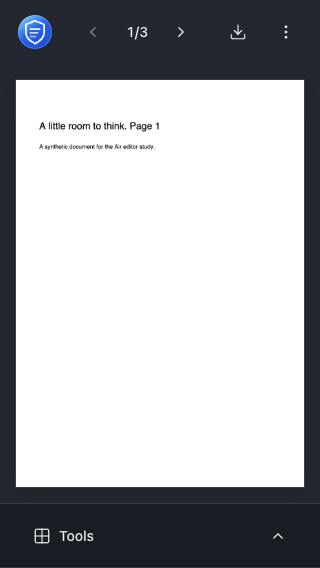 1/3
A little room to think. Page 1
A synthetic document for the Air editor study.
Tools